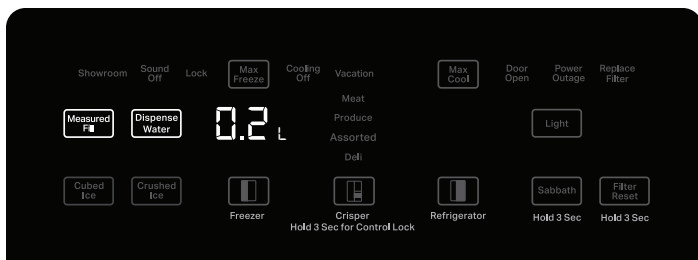 Showroom
Sound
Off
Lock
Max
Freeze
Cooling
Off
Vacation
Max
Cool
Door
Open
Power
Outage
Replace
Filter
Meat
Produce
Assorted
Deli
Measured
Fill
Dispense
Water
0.2 L
Light
Cubed
Ice
Crushed
Ice
Freezer
Crisper
Hold 3 Sec for Control Lock
Refrigerator
Sabbath
Hold 3 Sec
Filter
Reset
Hold 3 Sec